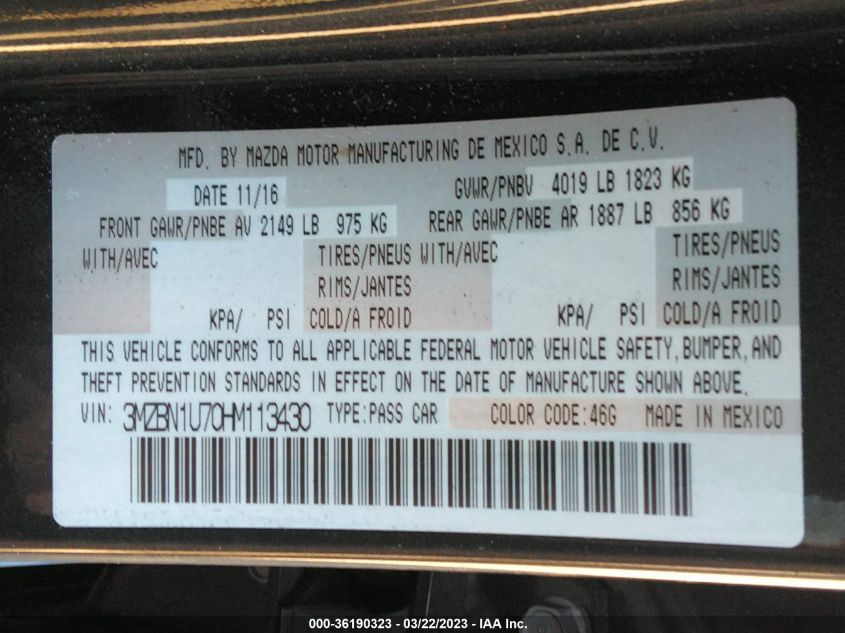 MFD. BY MAZDA MOTOR MANUFACTURING DE MEXICO S.A. DE C.V.
DATE 11/16 GVWR/PNBV 4019 LB 1823 KG
FRONT GAWR/PNBE AV 2149 LB 975 KG REAR GAWR/PNBE AR 1887 LB 856 KG
WITH/AVEC TIRES/PNEUS WITH/AVEC TIRES/PNEUS
RIMS/JANTES RIMS/JANTES
KPA/ PSI COLD/A FROID KPA/ PSI COLD/A FROID
THIS VEHICLE CONFORMS TO ALL APPLICABLE FEDERAL MOTOR VEHICLE SAFETY, BUMPER, AND
THEFT PREVENTION STANDARDS IN EFFECT ON THE DATE OF MANUFACTURE SHOWN ABOVE.
VIN: 3MZBN1U70HM113430 TYPE:PASS CAR COLOR CODE:46G MADE IN MEXICO
000-36190323 - 03/22/2023 - IAA Inc.